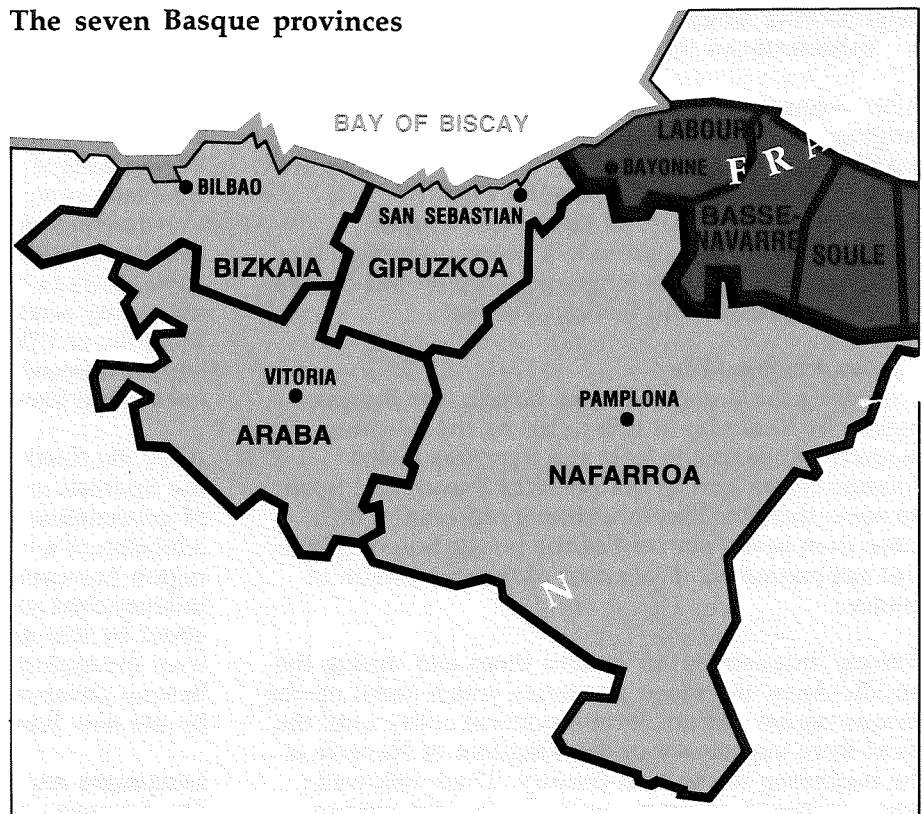 The seven Basque provinces
BAY OF BISCAY
LABOURD
F R A
BAYONNE
BILBAO
SAN SEBASTIAN
BASSE-
NAVARRE
SOULE
BIZKAIA
GIPUZKOA
VITORIA
ARABA
PAMPLONA
NAFARROA
N